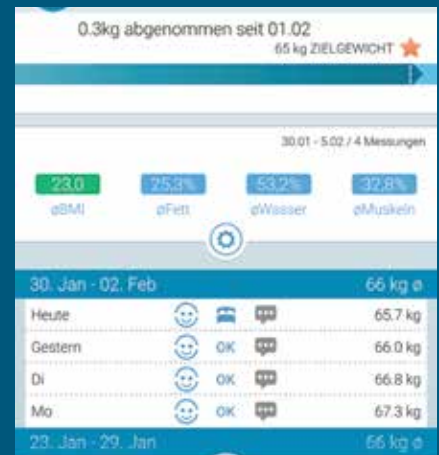 0.3kg abgenommen seit 01.02
65 kg ZIELGEWICHT
30.01 - 5.02 / 4 Messungen
23,0 25,3% 53,2% 32,8%
øBMI øFett øWasser øMuskeln
30. Jan - 02. Feb 66 kg ø
Heute 65.7 kg
Gestern OK 66.0 kg
Di OK 66.8 kg
Mo OK 67.3 kg
23. Jan - 29. Jan 66 kg ø